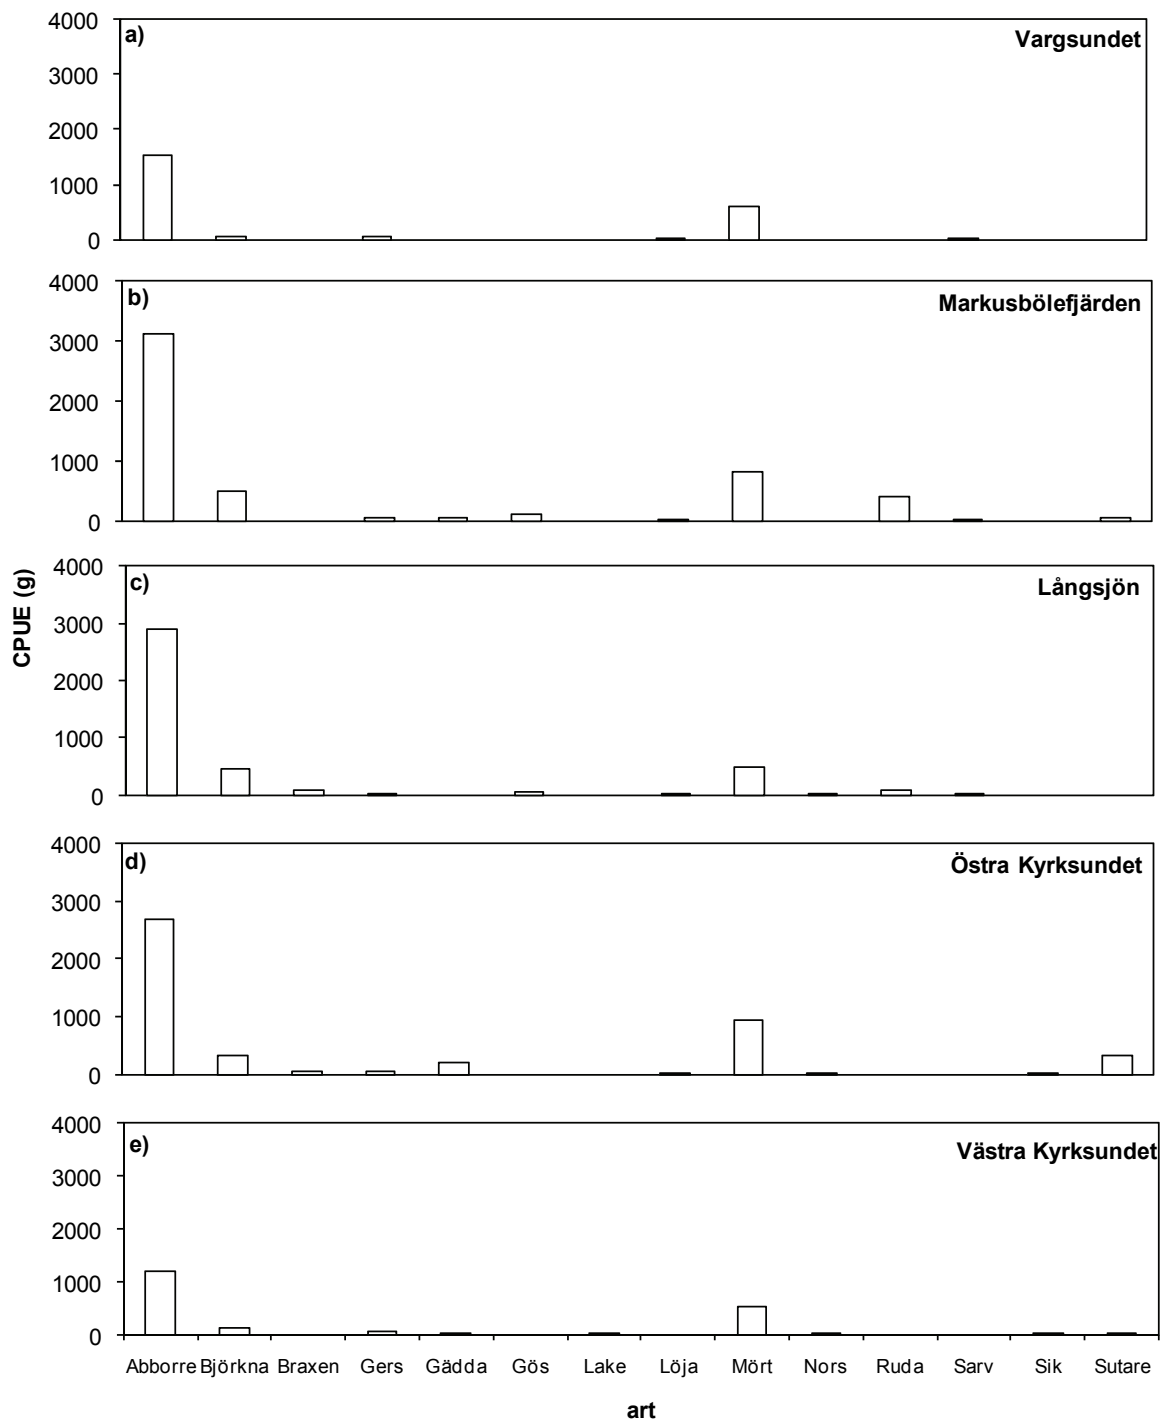 4000
a)
Vargsundet
3000
2000
1000
0
4000
b)
Markusbölefjärden
3000
2000
1000
0
CPUE (g)
4000
c)
Långsjön
3000
2000
1000
0
4000
d)
Östra Kyrksundet
3000
2000
1000
0
4000
e)
Västra Kyrksundet
3000
2000
1000
0
Abborre Björkna Braxen Gers Gädda Gös Lake Löja Mört Nors Ruda Sarv Sik Sutare
art